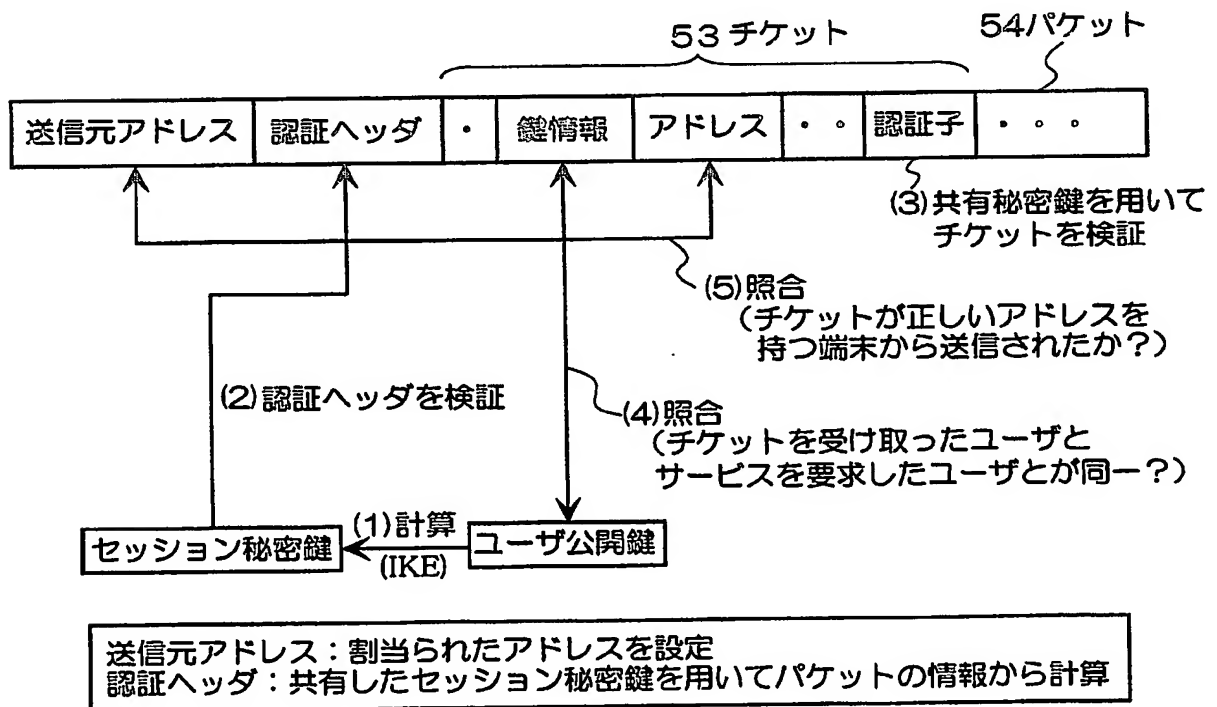 53 チケット
54パケット
送信元アドレス 認証ヘッダ ・ 鍵情報 アドレス ・。 認証子 ・。。
(3)共有秘密鍵を用いて
チケットを検証
(5)照合
(チケットが正しいアドレスを
持つ端末から送信されたか？)
(2)認証ヘッダを検証
(4)照合
(チケットを受け取ったユーザと
サービスを要求したユーザとが同一？)
セッション秘密鍵 (1)計算 ユーザ公開鍵
(IKE)
送信元アドレス：割当られたアドレスを設定
認証ヘッダ：共有したセッション秘密鍵を用いてパケットの情報から計算